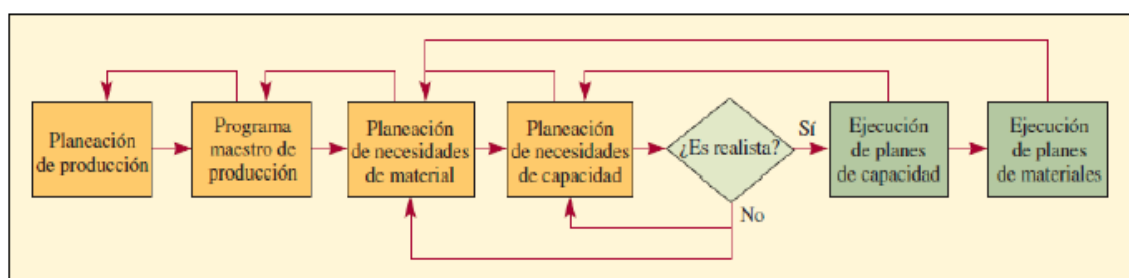 Planeación
de producción
Programa
maestro de
producción
Planeación
de necesidades
de material
Planeación
de necesidades
de capacidad
¿Es realista?
Sí
No
Ejecución
de planes
de capacidad
Ejecución
de planes
de materiales